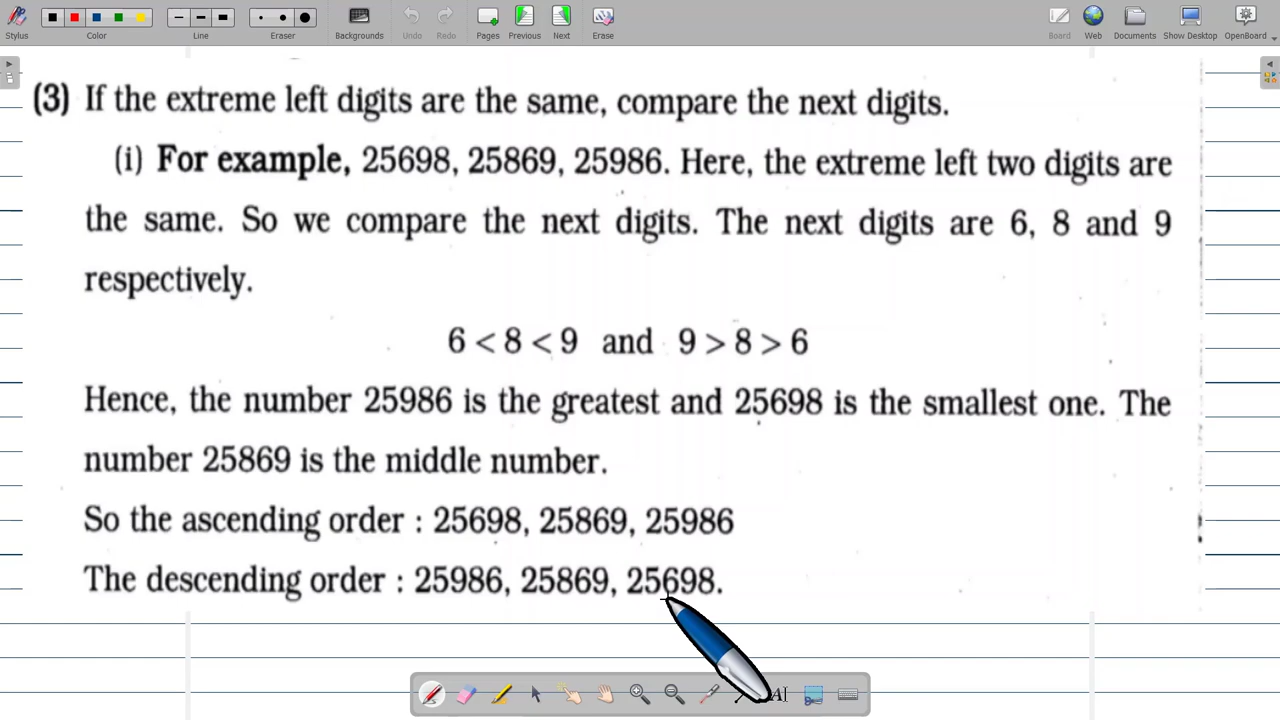 Stylus
Color
Line
Eraser
Backgrounds
Undo
Redo
Pages
Previous
Next
Erase
Board
Web
Documents
Show Desktop
OpenBoard
(3) If the extreme left digits are the same, compare the next digits.
(i) For example, 25698, 25869, 25986. Here, the extreme left two digits are
the same. So we compare the next digits. The next digits are 6, 8 and 9
respectively.
6 < 8 < 9 and 9 > 8 > 6
Hence, the number 25986 is the greatest and 25698 is the smallest one. The
number 25869 is the middle number.
So the ascending order : 25698, 25869, 25986
The descending order : 25986, 25869, 25698.